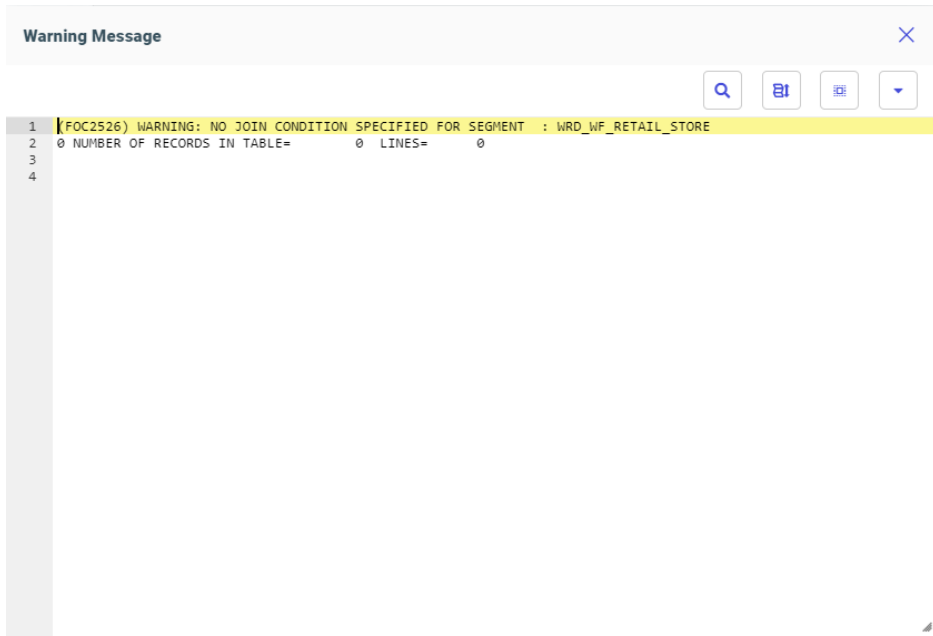 Warning Message
1 (FOC2526) WARNING: NO JOIN CONDITION SPECIFIED FOR SEGMENT  : WRD_WF_RETAIL_STORE
2 0 NUMBER OF RECORDS IN TABLE=        0  LINES=      0
3
4